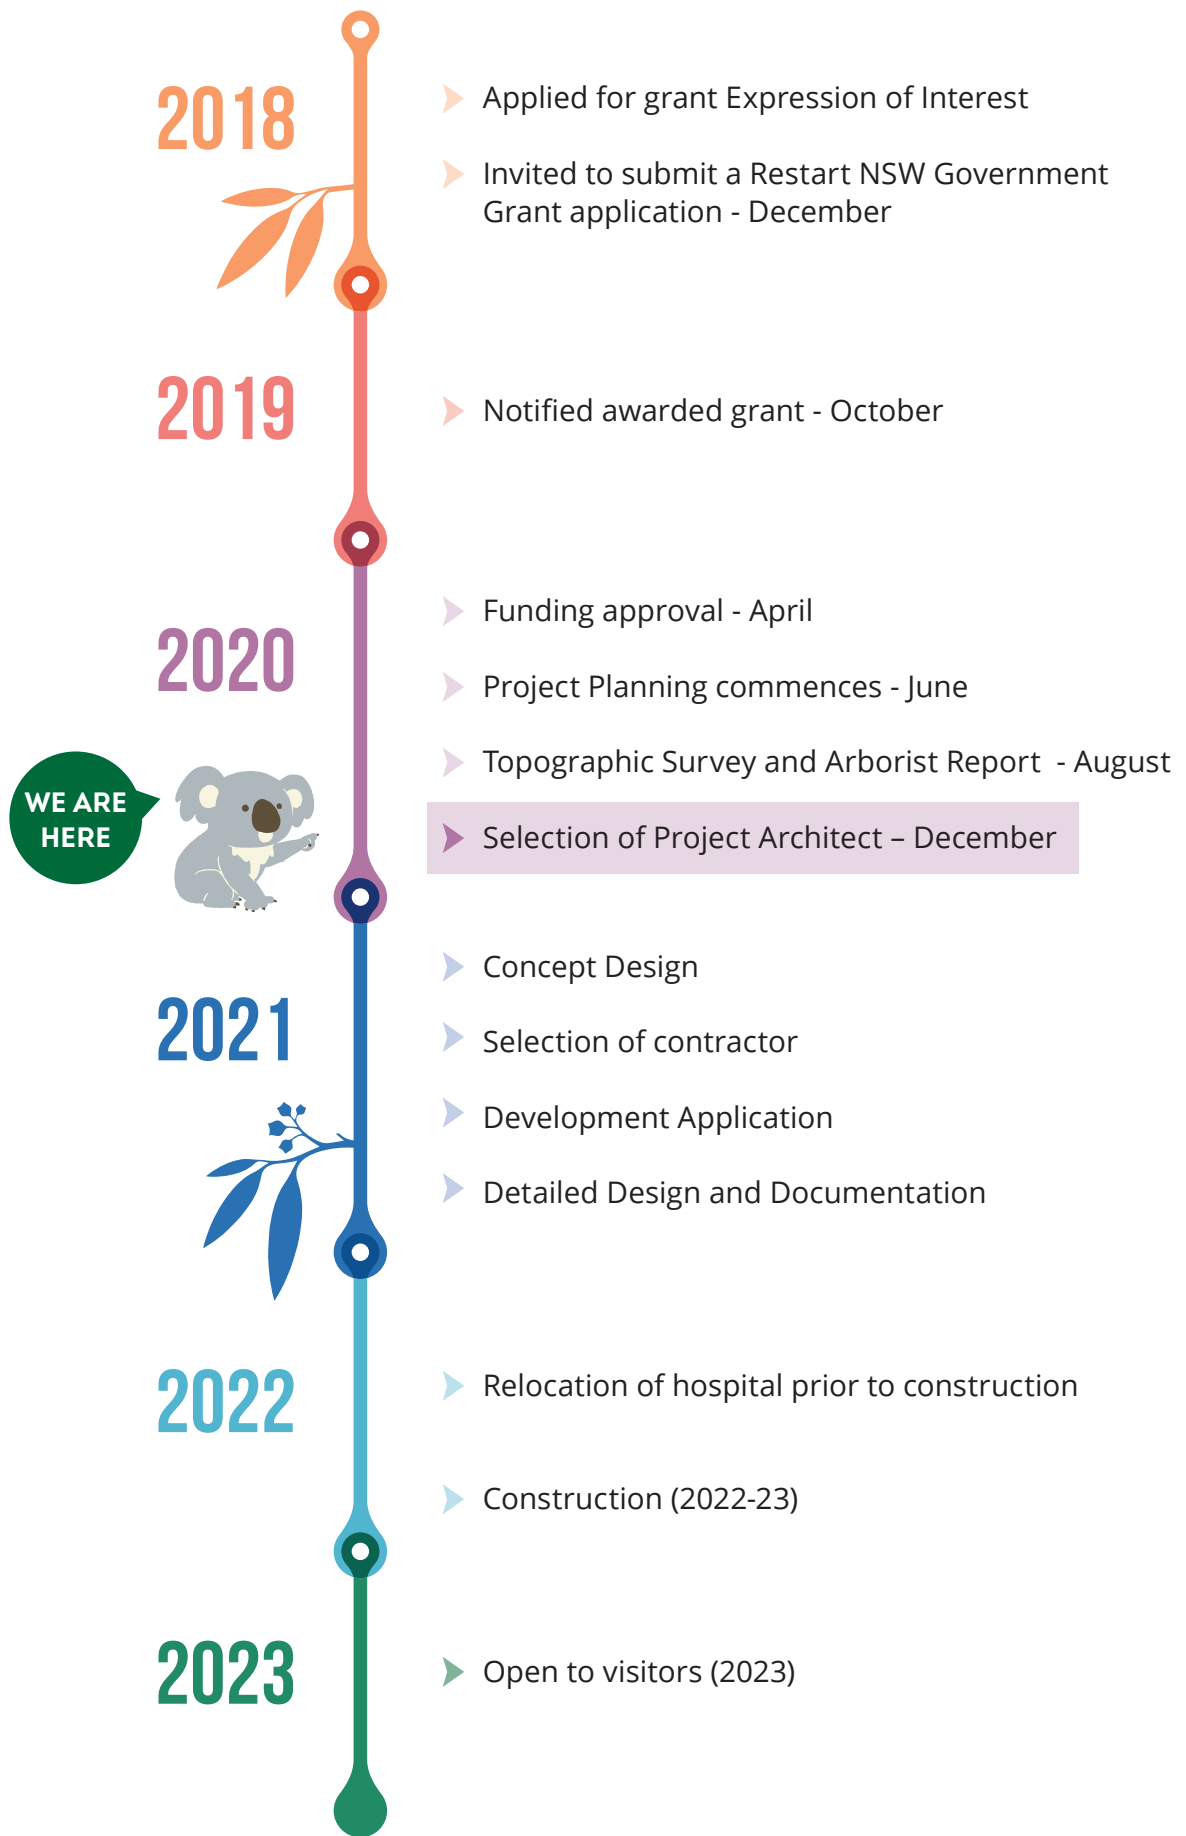 2018
Applied for grant Expression of Interest
Invited to submit a Restart NSW Government
Grant application - December
2019
Notified awarded grant - October
2020
Funding approval - April
Project Planning commences - June
Topographic Survey and Arborist Report - August
WE ARE
HERE
Selection of Project Architect – December
2021
Concept Design
Selection of contractor
Development Application
Detailed Design and Documentation
2022
Relocation of hospital prior to construction
Construction (2022-23)
2023
Open to visitors (2023)